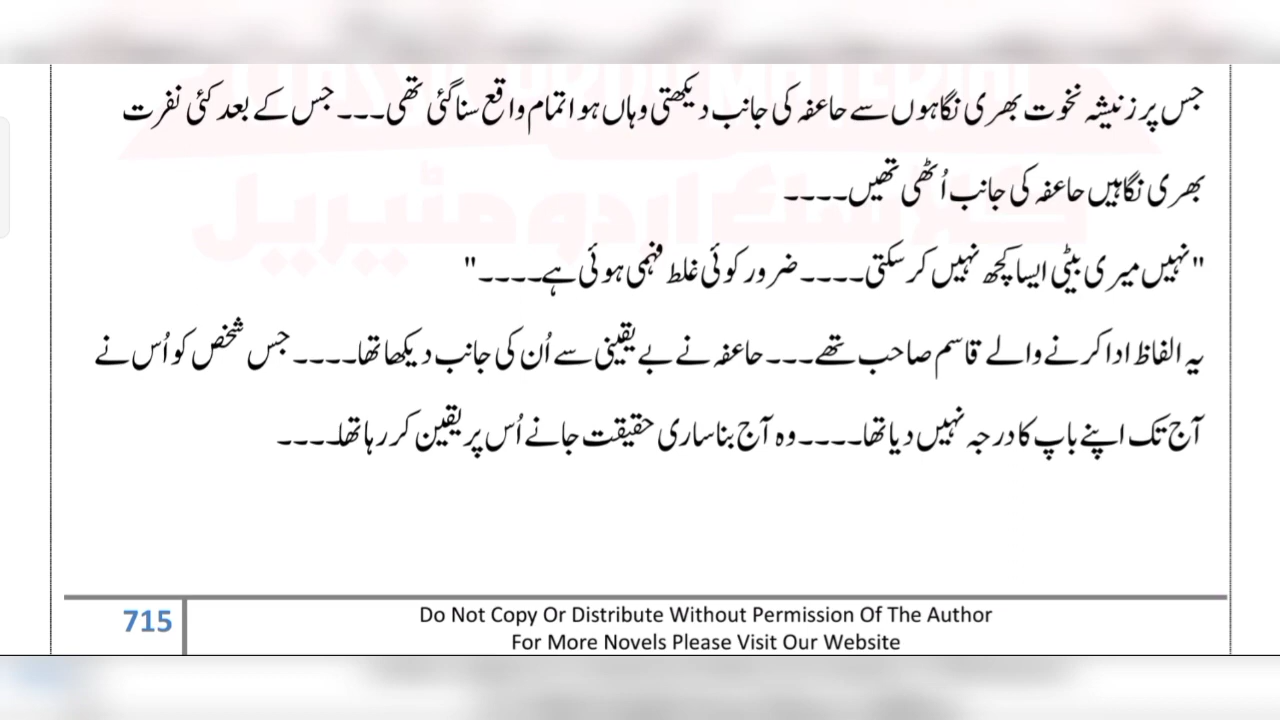 جس پر زنیشہ نخوت بھری نگاہوں سے حاعفہ کی جانب دیکھتی وہاں ہوا تمام واقع سنا گئی تھی۔۔۔ جس کے بعد کئی نفرت
بھری نگاہیں حاعفہ کی جانب اُٹھی تھیں۔۔۔۔
"نہیں میری بیٹی ایسا کچھ نہیں کر سکتی۔۔۔۔ ضرور کوئی غلط فہمی ہوئی ہے۔۔۔۔"
یہ الفاظ ادا کرنے والے قاسم صاحب تھے۔۔۔ حاعفہ نے بے یقینی سے اُن کی جانب دیکھا تھا۔۔۔۔ جس شخص کو اُس نے
آج تک اپنے باپ کا درجہ نہیں دیا تھا۔۔۔۔ وہ آج بنا ساری حقیقت جانے اُس پر یقین کر رہا تھا۔۔۔۔
715
Do Not Copy Or Distribute Without Permission Of The Author
For More Novels Please Visit Our Website